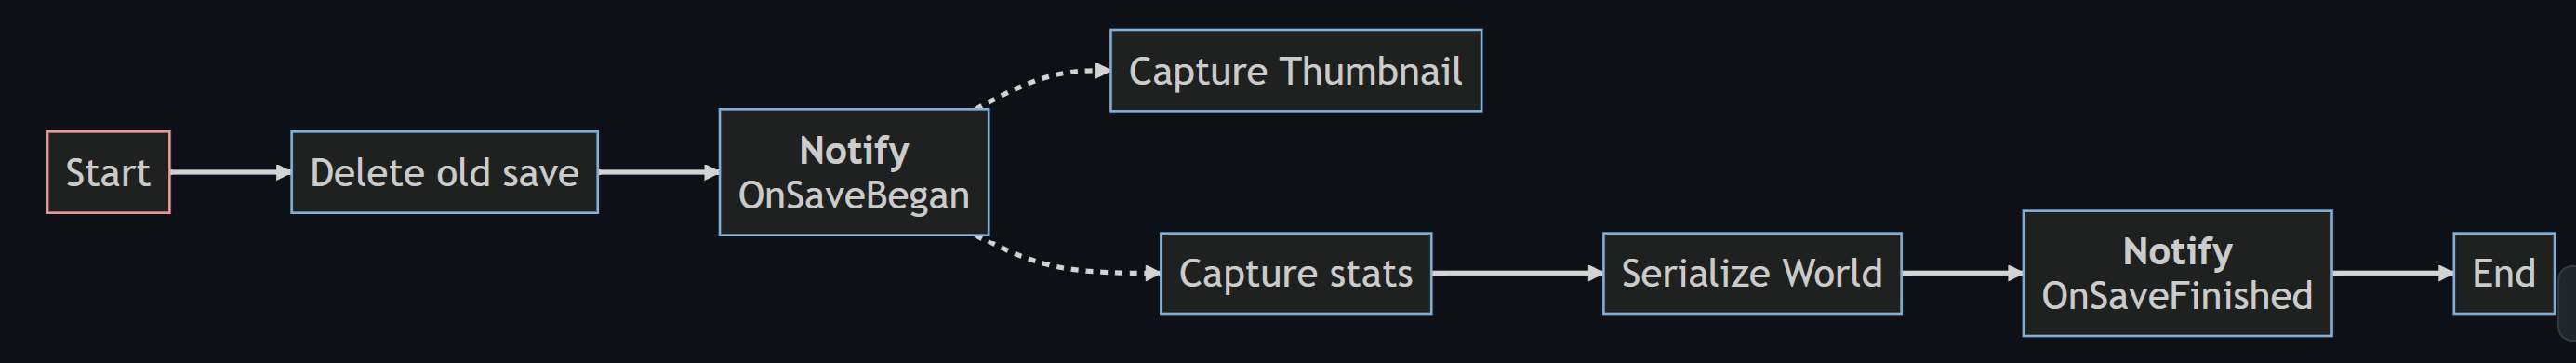 Start
Delete old save
Notify
OnSaveBegan
Capture Thumbnail
Capture stats
Serialize World
Notify
OnSaveFinished
End